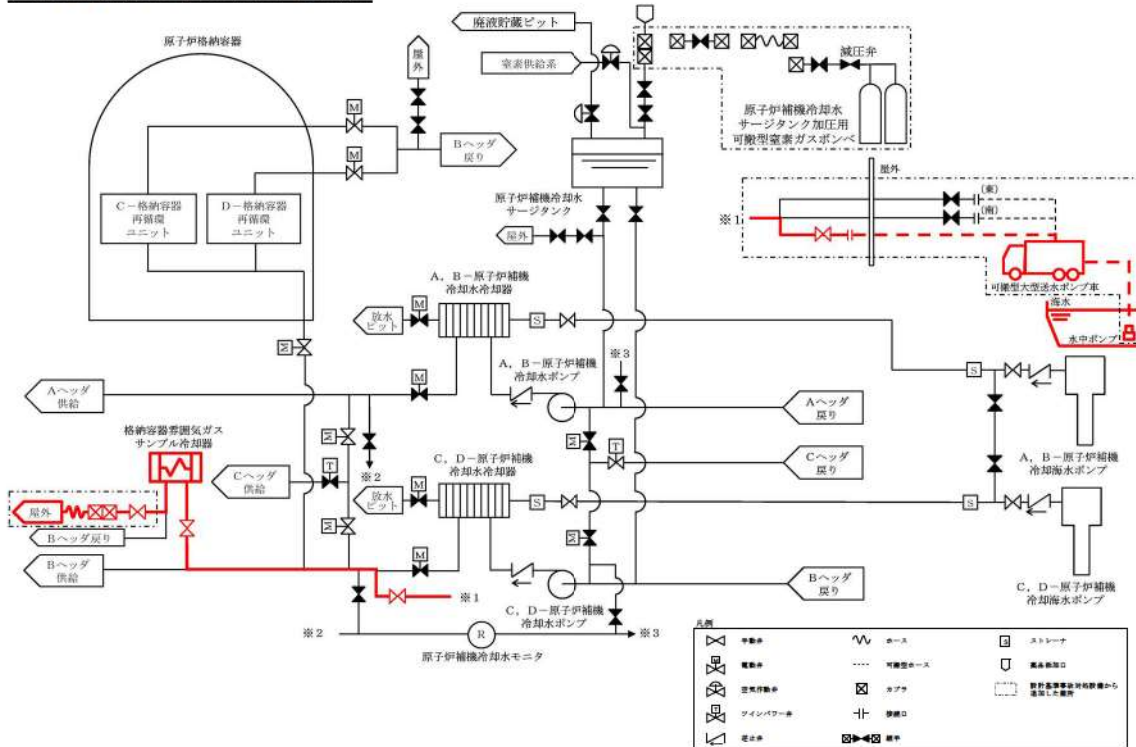 原子炉格納容器
屋外
M
M
Bヘッダ
戻り
C－格納容器
再循環
ユニット
D－格納容器
再循環
ユニット
M
廃液貯蔵ピット
窒素供給系
減圧弁
原子炉補機冷却水
サージタンク加圧用
可搬型窒素ガスボンベ
原子炉補機冷却水
サージタンク
屋外
屋外
※1
(東)
(南)
可搬型大型送水ポンプ車
海水
水中ポンプ
A，B－原子炉補機
冷却水冷却器
放水
ピット
M
S
A，B－原子炉補機
冷却水ポンプ
※3
S
Aヘッダ
供給
M
Aヘッダ
戻り
M
M
T
Cヘッダ
戻り
A，B－原子炉補機
冷却海水ポンプ
格納容器雰囲気ガス
サンプル冷却器
Cヘッダ
供給
T
※2
C，D－原子炉補機
冷却水冷却器
放水
ピット
M
S
S
屋外
Bヘッダ戻り
M
M
Bヘッダ
供給
M
Bヘッダ
戻り
※1
C，D－原子炉補機
冷却水ポンプ
C，D－原子炉補機
冷却海水ポンプ
※2
R
※3
原子炉補機冷却水モニタ
凡例
手動弁
ホース
S
ストレーナ
M
電動弁
可搬型ホース
薬品添加口
空気作動弁
カプラ
設計基準事故対処設備から
追加した箇所
T
ツインパワー弁
接続口
逆止弁